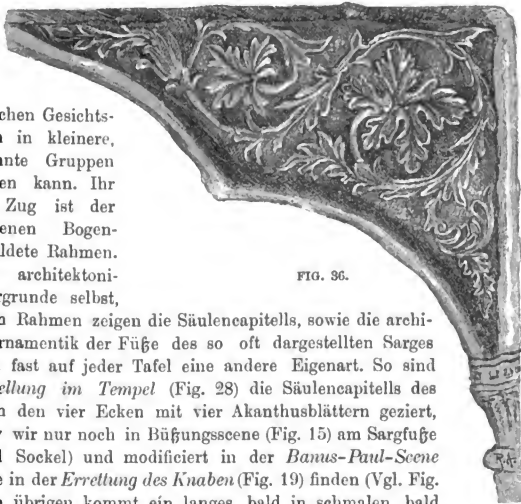 chen Gesichts-
in kleinere,
nnte Gruppen
en kann. Ihr
Zug ist der
enen Bogen-
ldete Rahmen.
architektoni-
rgrunde selbst,
FIG. 36.
Rahmen zeigen die Säulencapitells, sowie die archi-
rnamentik der Füße des so oft dargestellten Sarges
fast auf jeder Tafel eine andere Eigenart. So sind
ellung im Tempel (Fig. 28) die Säulencapitells des
den vier Ecken mit vier Akanthusblättern geziert,
wir nur noch in Büßungsscene (Fig. 15) am Sargfuße
Sockel) und modificiert in der Banus-Paul-Scene
e in der Errettung des Knaben (Fig. 19) finden (Vgl. Fig.
übrigen kommt ein langes, bald in schmalen, bald
R.A.